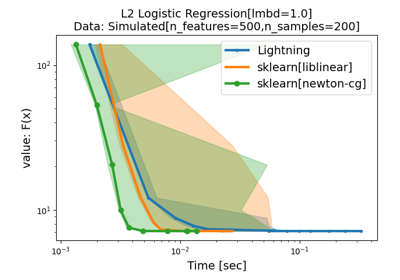 L2 Logistic Regression[lmbd=1.0]
Data: Simulated[n_features=500,n_samples=200]
Lightning
sklearn[liblinear]
sklearn[newton-cg]
value: F(x)
10²
10¹
10⁻³ 10⁻² 10⁻¹
Time [sec]